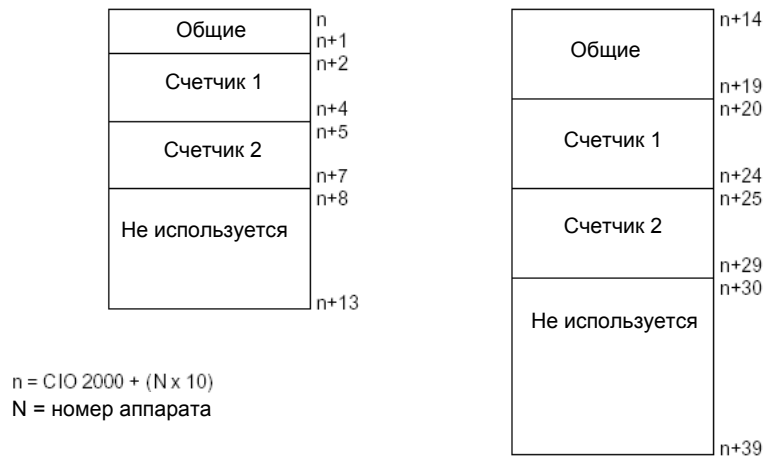 Общие
n
n+1
Счетчик 1
n+2
n+4
Счетчик 2
n+5
n+7
Не используется
n+8
n+13
n = CIO 2000 + (N x 10)
N = номер аппарата
Общие
n+14
n+19
Счетчик 1
n+20
n+24
Счетчик 2
n+25
n+29
Не используется
n+30
n+39